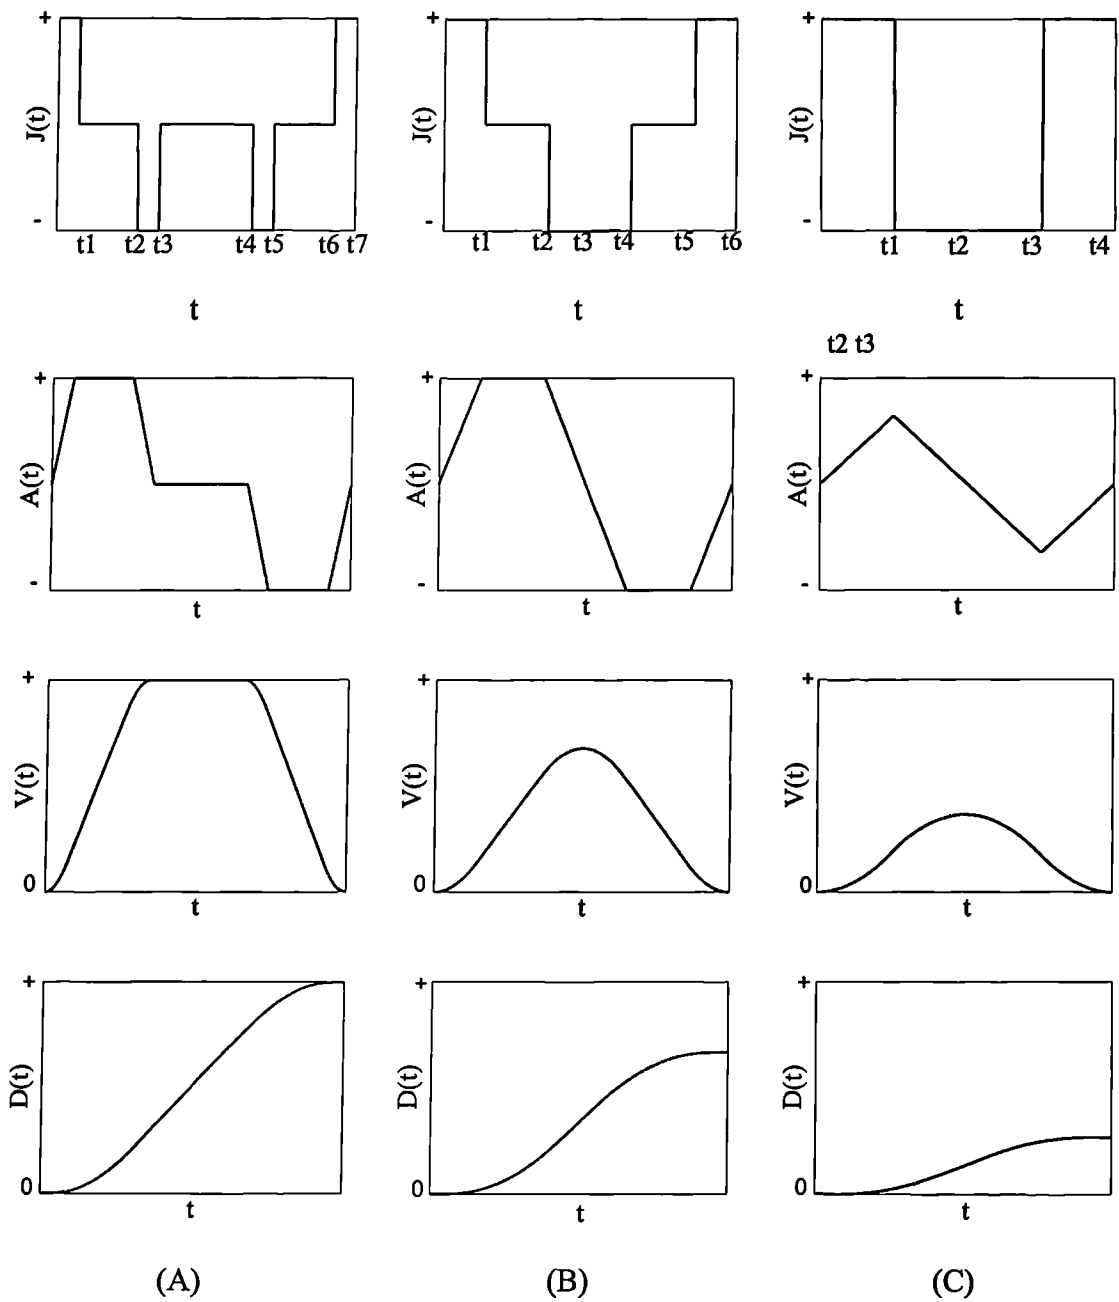 + + +
J(t) J(t) J(t)
- - -
t1 t2 t3 t4 t5 t6 t7 t1 t2 t3 t4 t5 t6 t1 t2 t3 t4
t t t
t2 t3
+ + +
A(t) A(t) A(t)
- - -
t t t
+ + +
V(t) V(t) V(t)
0 0 0
t t t
+ + +
D(t) D(t) D(t)
0 0 0
t t t
(A) (B) (C)